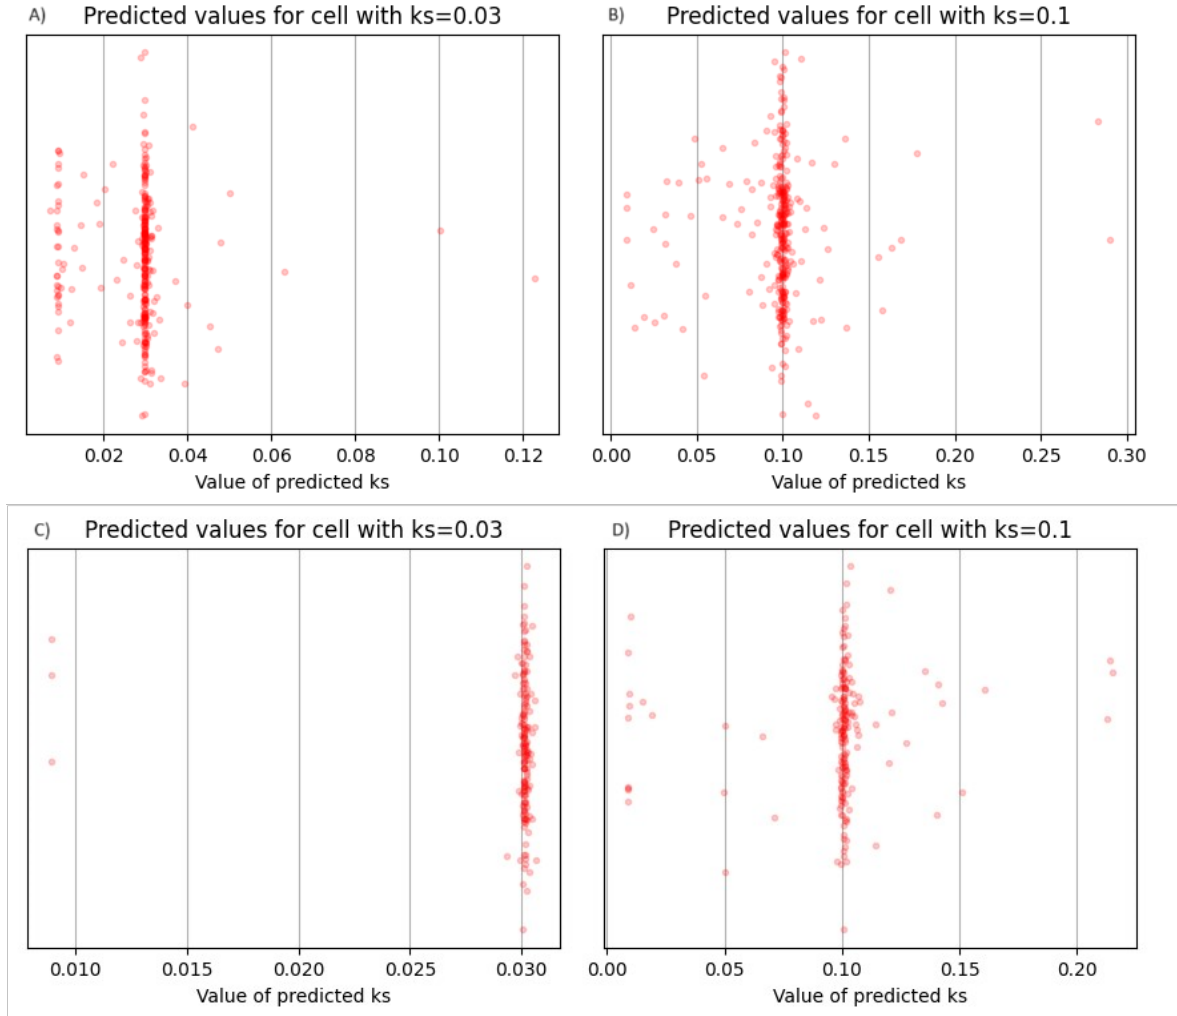 A) Predicted values for cell with ks=0.03
0.02 0.04 0.06 0.08 0.10 0.12
Value of predicted ks
B) Predicted values for cell with ks=0.1
0.00 0.05 0.10 0.15 0.20 0.25 0.30
Value of predicted ks
C) Predicted values for cell with ks=0.03
0.010 0.015 0.020 0.025 0.030
Value of predicted ks
D) Predicted values for cell with ks=0.1
0.00 0.05 0.10 0.15 0.20
Value of predicted ks